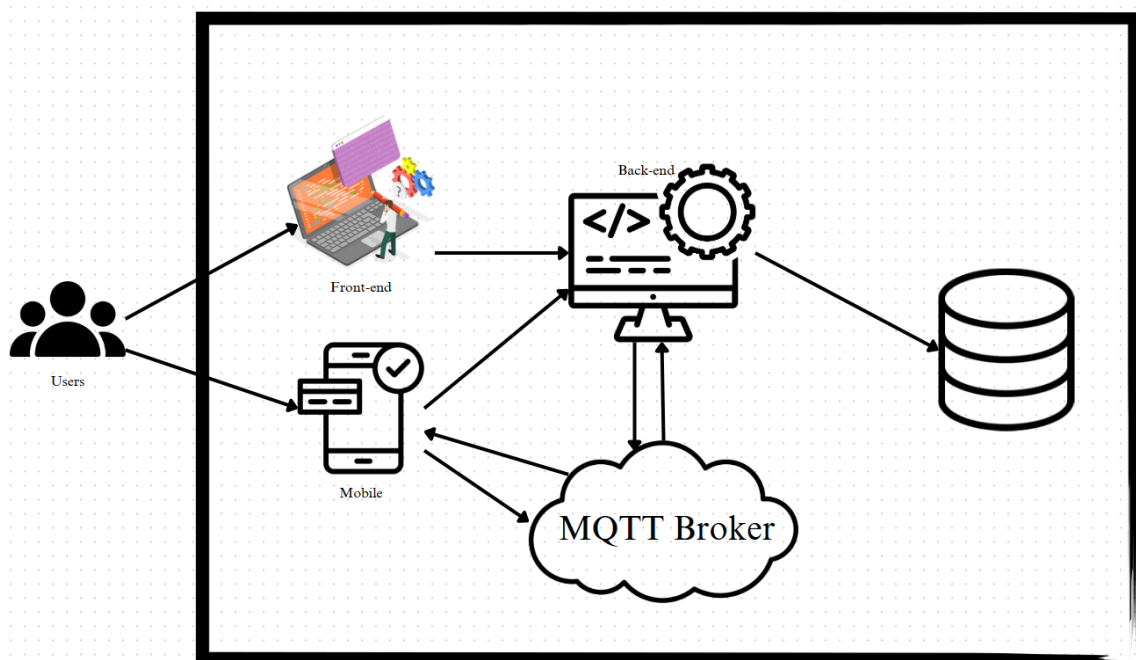 Back-end
</>
?
Front-end
Users
Mobile
MQTT Broker